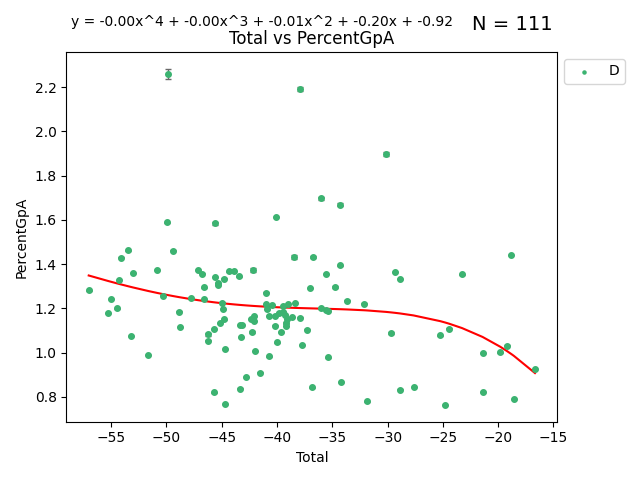 y = -0.00x^4 + -0.00x^3 + -0.01x^2 + -0.20x + -0.92
N = 111
Total vs PercentGpA
D
PercentGpA
2.2
2.0
1.8
1.6
1.4
1.2
1.0
0.8
−55 −50 −45 −40 −35 −30 −25 −20 −15
Total